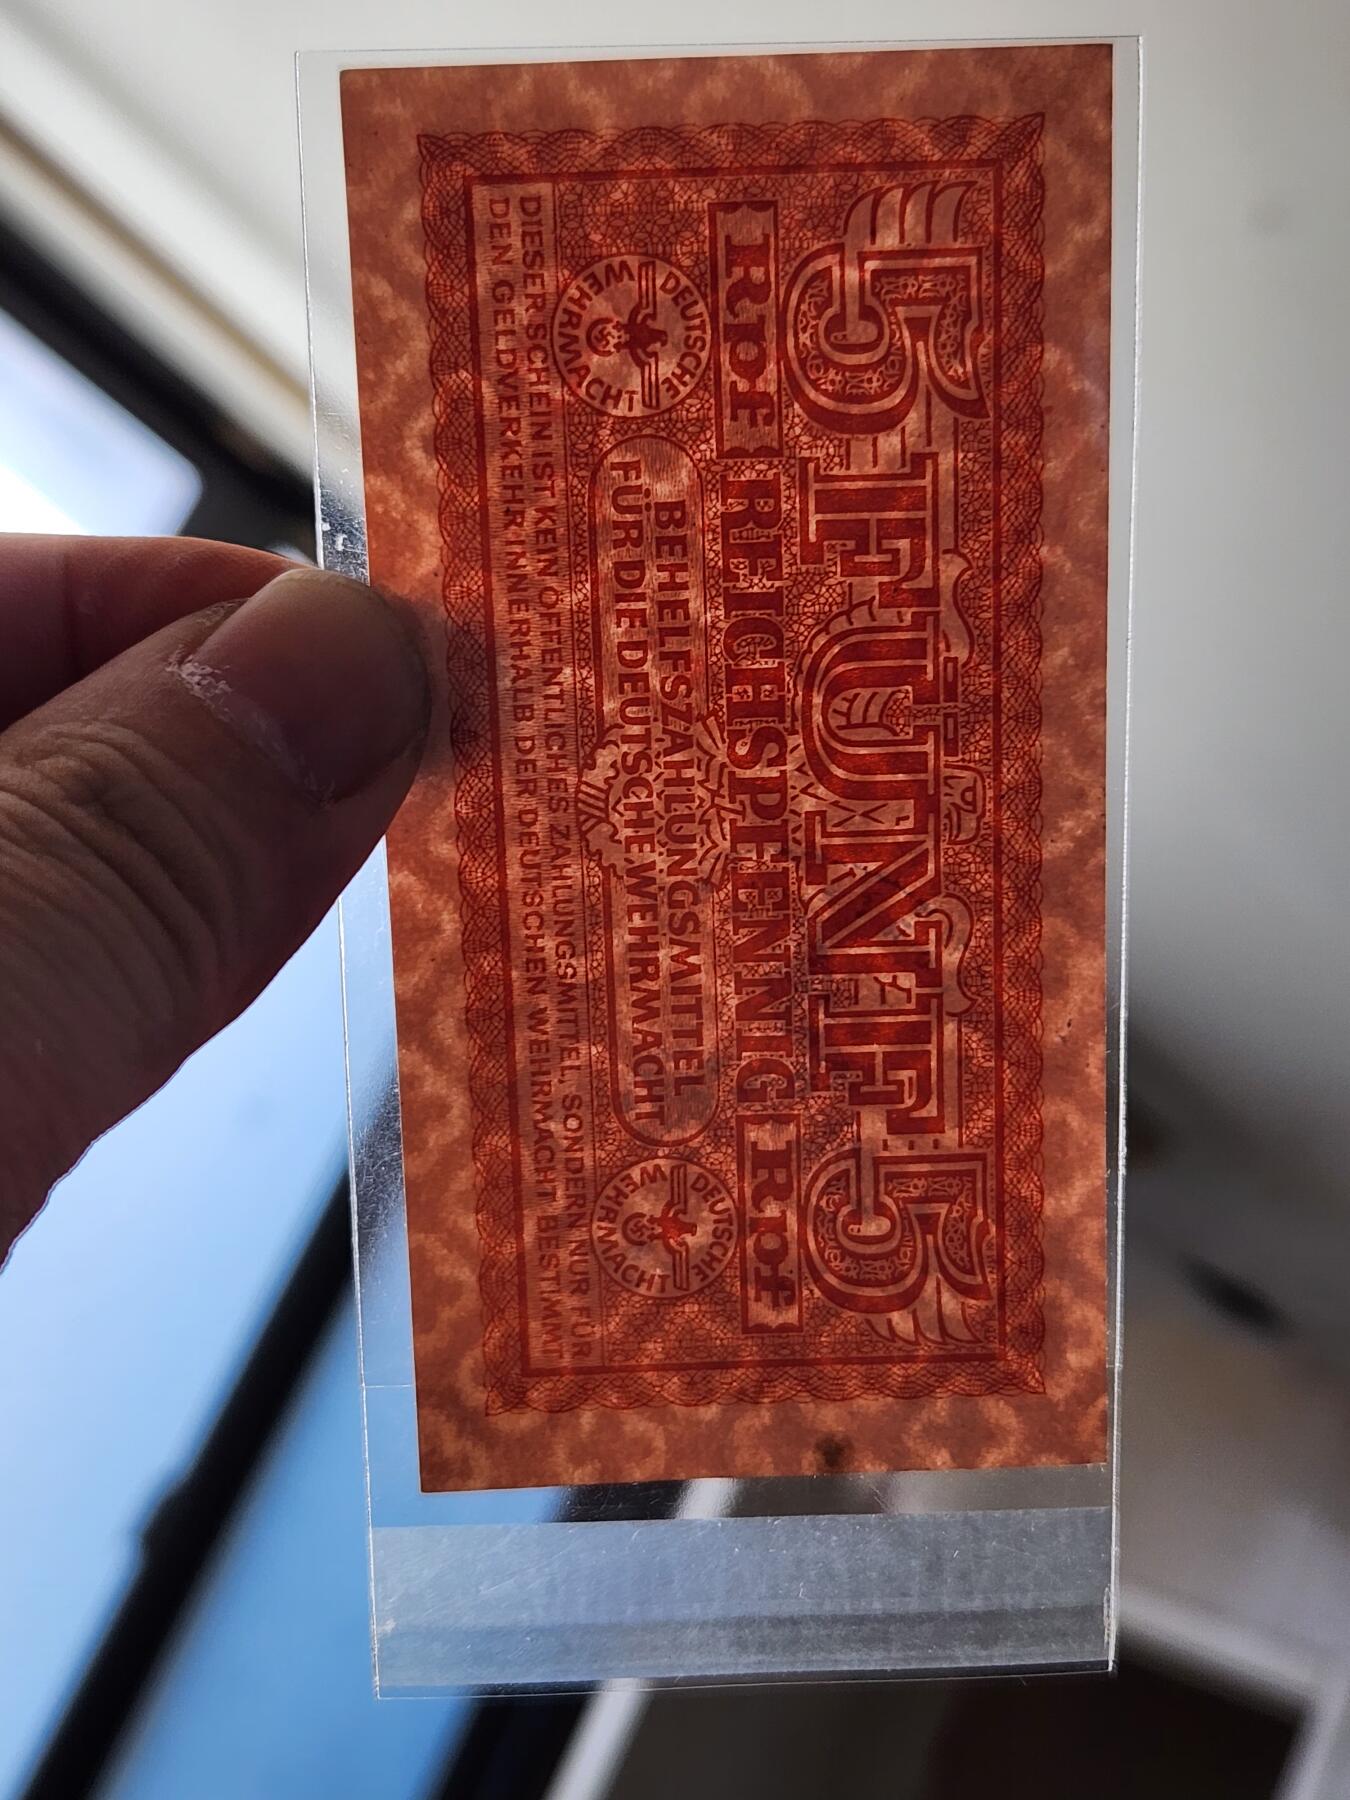 5 FÜNF 5
Rpf REICHSPFENNIG Rpf
DEUTSCHE WEHRMACHT
BEHELFSZAHLUNGSMITTEL
FÜR DIE DEUTSCHE WEHRMACHT
DEUTSCHE WEHRMACHT
DIESER SCHEIN IST KEIN ÖFFENTLICHES ZAHLUNGSMITTEL, SONDERN NUR FÜR
DEN GELDVERKEHR INNERHALB DER DEUTSCHEN WEHRMACHT BESTIMMT